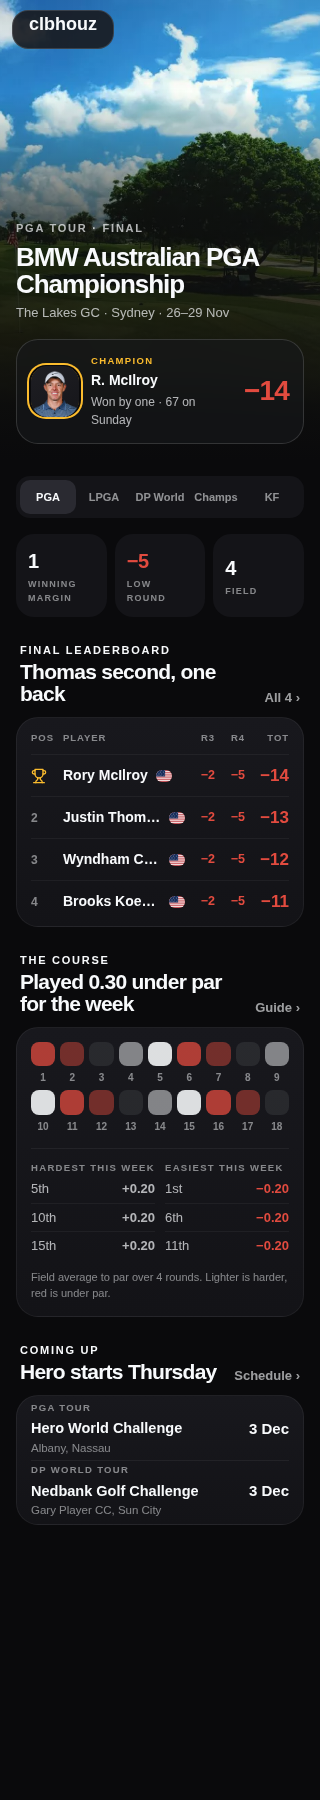 clbhouz
PGA TOUR · FINAL
BMW Australian PGA
Championship
The Lakes GC · Sydney · 26–29 Nov
CHAMPION
R. McIlroy
Won by one · 67 on
Sunday
−14
PGA LPGA DP World Champs KF
1
WINNING
MARGIN
−5
LOW
ROUND
4
FIELD
FINAL LEADERBOARD
Thomas second, one
back
All 4 ›
POS PLAYER R3 R4 TOT
Rory McIlroy −2 −5 −14
2 Justin Thom… −2 −5 −13
3 Wyndham C… −2 −5 −12
4 Brooks Koe… −2 −5 −11
THE COURSE
Played 0.30 under par
for the week
Guide ›
1 2 3 4 5 6 7 8 9
10 11 12 13 14 15 16 17 18
HARDEST THIS WEEK EASIEST THIS WEEK
5th +0.20 1st −0.20
10th +0.20 6th −0.20
15th +0.20 11th −0.20
Field average to par over 4 rounds. Lighter is harder,
red is under par.
COMING UP
Hero starts Thursday
Schedule ›
PGA TOUR
Hero World Challenge 3 Dec
Albany, Nassau
DP WORLD TOUR
Nedbank Golf Challenge 3 Dec
Gary Player CC, Sun City